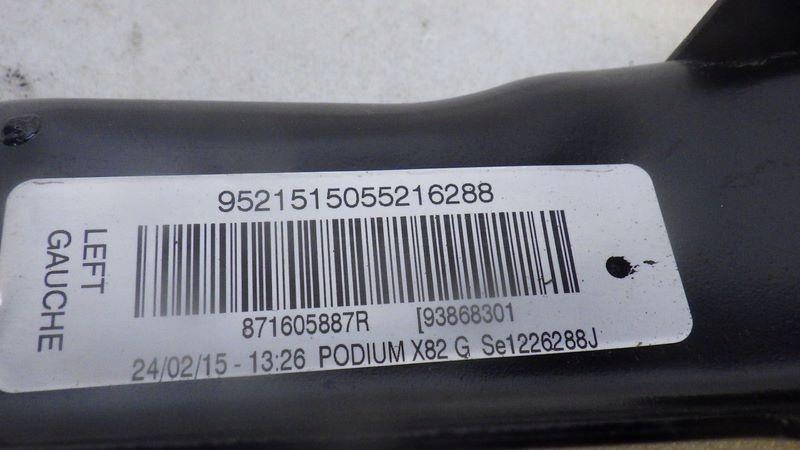 9521515055216288
LEFT
GAUCHE
871605887R [93868301
24/02/15 - 13:26 PODIUM X82 G Se1226288J